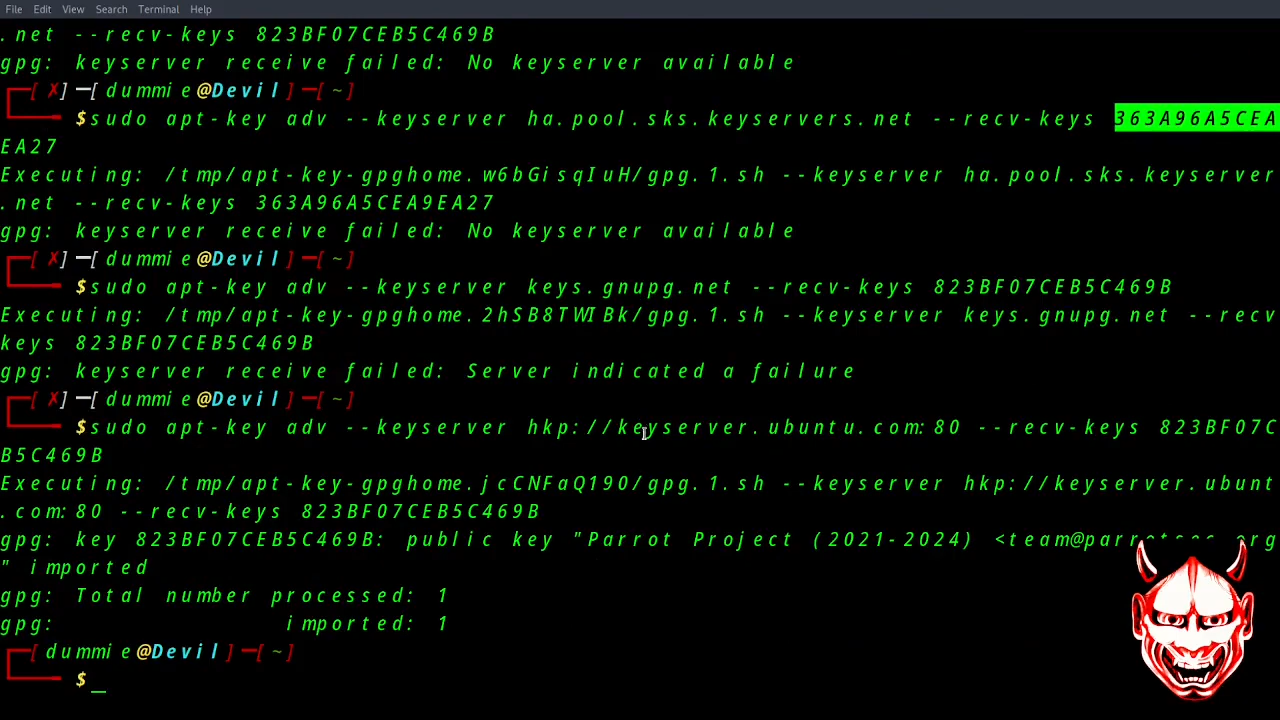 File Edit View Search Terminal Help
.net --recv-keys 823BF07CEB5C469B
gpg: keyserver receive failed: No keyserver available
[✗]─[dummie@Devil]─[~]
$sudo apt-key adv --keyserver ha.pool.sks.keyservers.net --recv-keys 363A96A5CEA
EA27
Executing: /tmp/apt-key-gpghome.w6bGisqIuH/gpg.1.sh --keyserver ha.pool.sks.keyserver
.net --recv-keys 363A96A5CEA9EA27
gpg: keyserver receive failed: No keyserver available
[✗]─[dummie@Devil]─[~]
$sudo apt-key adv --keyserver keys.gnupg.net --recv-keys 823BF07CEB5C469B
Executing: /tmp/apt-key-gpghome.2hSB8TWIBk/gpg.1.sh --keyserver keys.gnupg.net --recv
keys 823BF07CEB5C469B
gpg: keyserver receive failed: Server indicated a failure
[✗]─[dummie@Devil]─[~]
$sudo apt-key adv --keyserver hkp://keyserver.ubuntu.com:80 --recv-keys 823BF07C
B5C469B
Executing: /tmp/apt-key-gpghome.jcCNFaQ190/gpg.1.sh --keyserver hkp://keyserver.ubunt
.com:80 --recv-keys 823BF07CEB5C469B
gpg: key 823BF07CEB5C469B: public key "Parrot Project (2021-2024) <team@parrotsec.org
" imported
gpg: Total number processed: 1
gpg: imported: 1
[dummie@Devil]─[~]
$